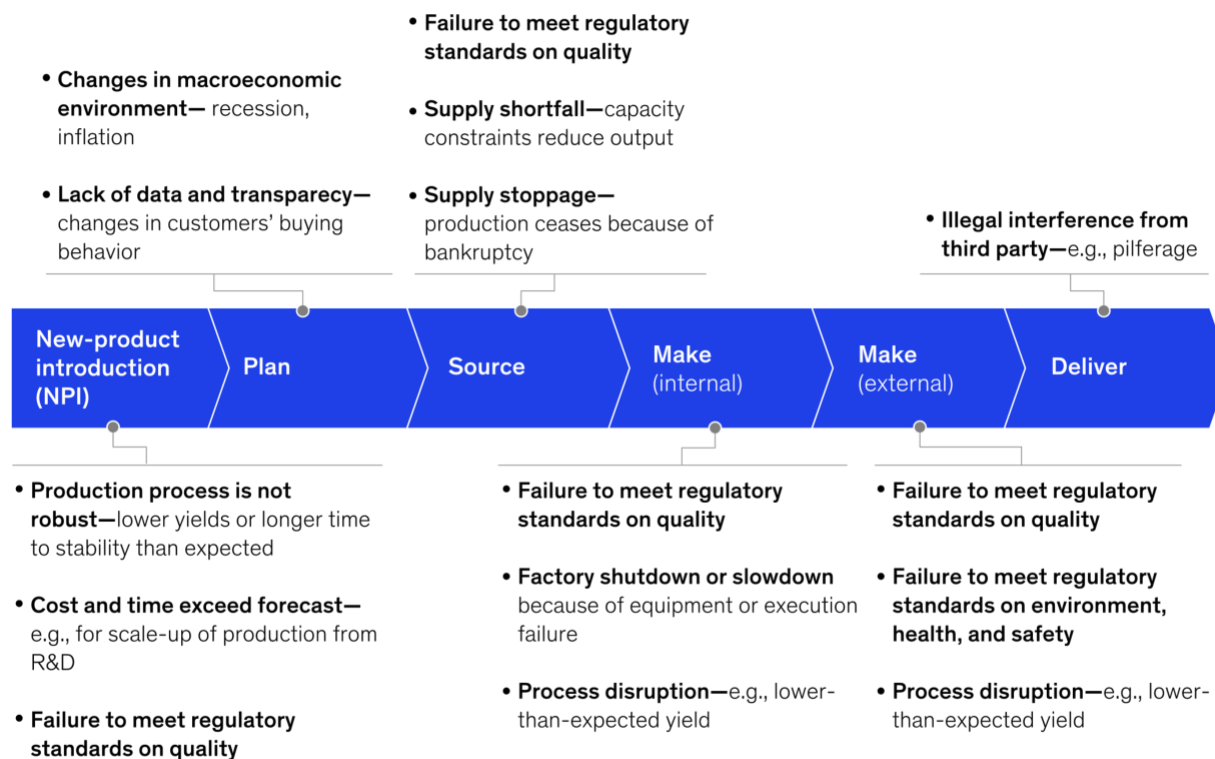 • Changes in macroeconomic
environment— recession,
inflation
• Lack of data and transparecy—
changes in customers’ buying
behavior
• Failure to meet regulatory
standards on quality
• Supply shortfall—capacity
constraints reduce output
• Supply stoppage—
production ceases because of
bankruptcy
• Illegal interference from
third party—e.g., pilferage
New-product
introduction
(NPI)
Plan
Source
Make
(internal)
Make
(external)
Deliver
• Production process is not
robust—lower yields or longer time
to stability than expected
• Cost and time exceed forecast—
e.g., for scale-up of production from
R&D
• Failure to meet regulatory
standards on quality
• Failure to meet regulatory
standards on quality
• Factory shutdown or slowdown
because of equipment or execution
failure
• Process disruption—e.g., lower-
than-expected yield
• Failure to meet regulatory
standards on quality
• Failure to meet regulatory
standards on environment,
health, and safety
• Process disruption—e.g., lower-
than-expected yield